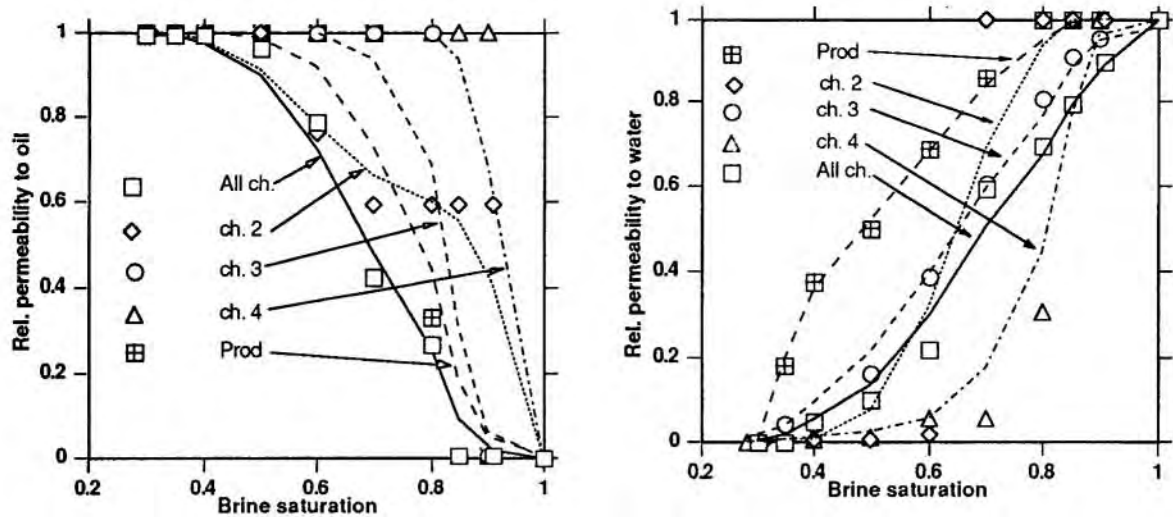 Rel. permeability to oil
1
0.8
0.6
0.4
0.2
0
All ch.
ch. 2
ch. 3
ch. 4
Prod
0.2
0.4
0.6
0.8
1
Brine saturation
Rel. permeability to water
1
0.8
0.6
0.4
0.2
0
Prod
ch. 2
ch. 3
ch. 4
All ch.
0.2
0.4
0.6
0.8
1
Brine saturation